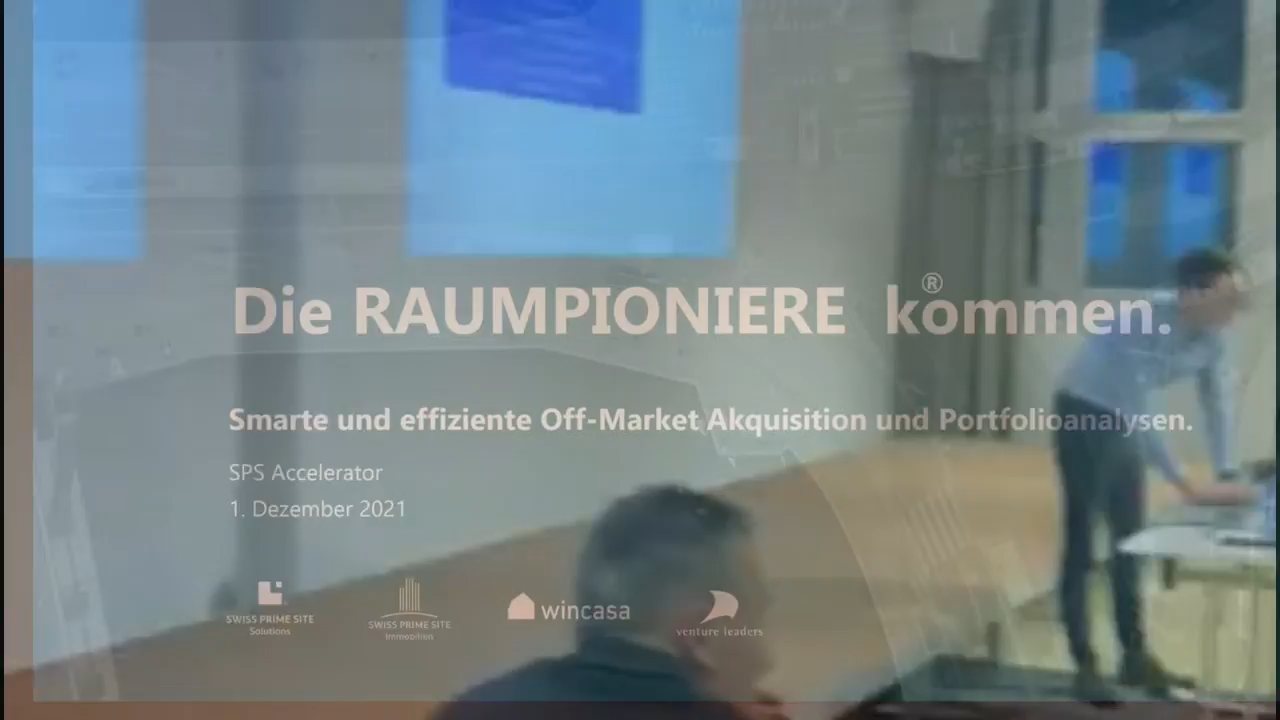 Die RAUMPIONIERE® kommen.
Smarte und effiziente Off-Market Akquisition und Portfolioanalysen.
SPS Accelerator
1. Dezember 2021
SWISS PRIME SITE
Solutions
SWISS PRIME SITE
Immobilien
wincasa
venture leaders